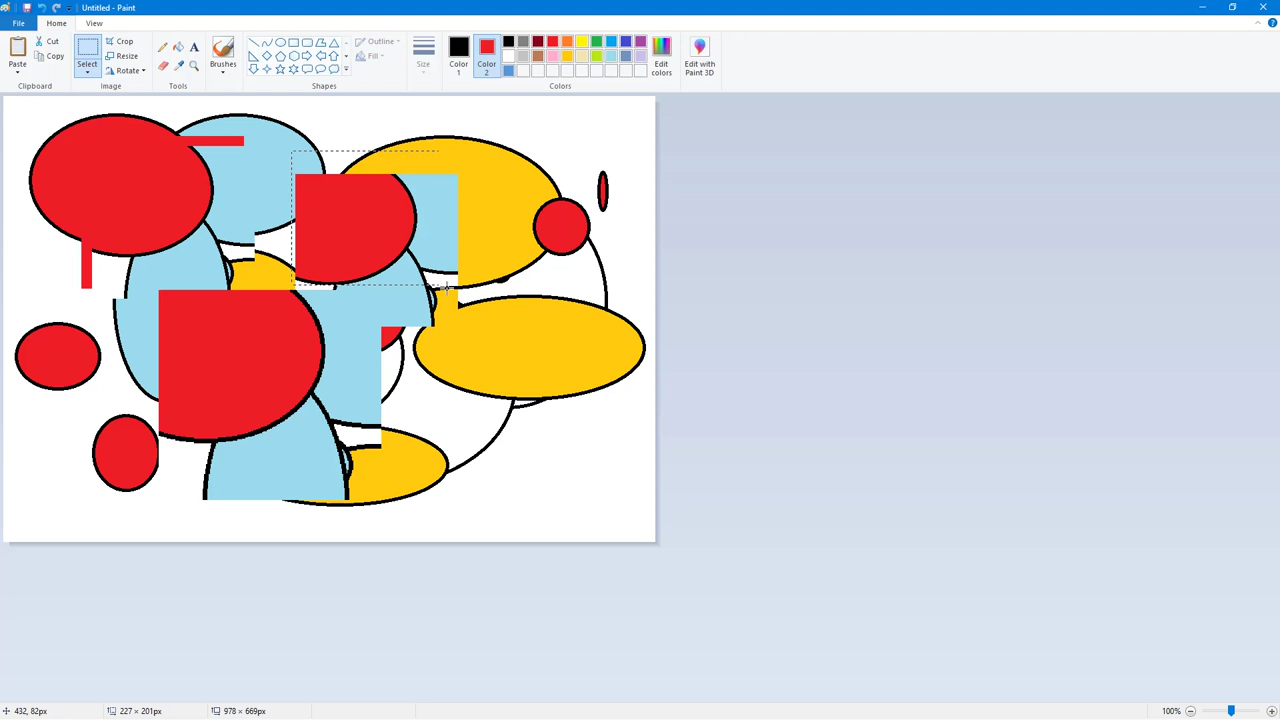 Untitled - Paint
File
Home
View
Paste
Cut
Copy
Clipboard
Select
Crop
Resize
Rotate
Image
A
Tools
Brushes
Outline
Fill
Shapes
Size
Color
1
Color
2
Edit
colors
Colors
Edit with
Paint 3D
432, 82px
227 × 201px
978 × 669px
100%